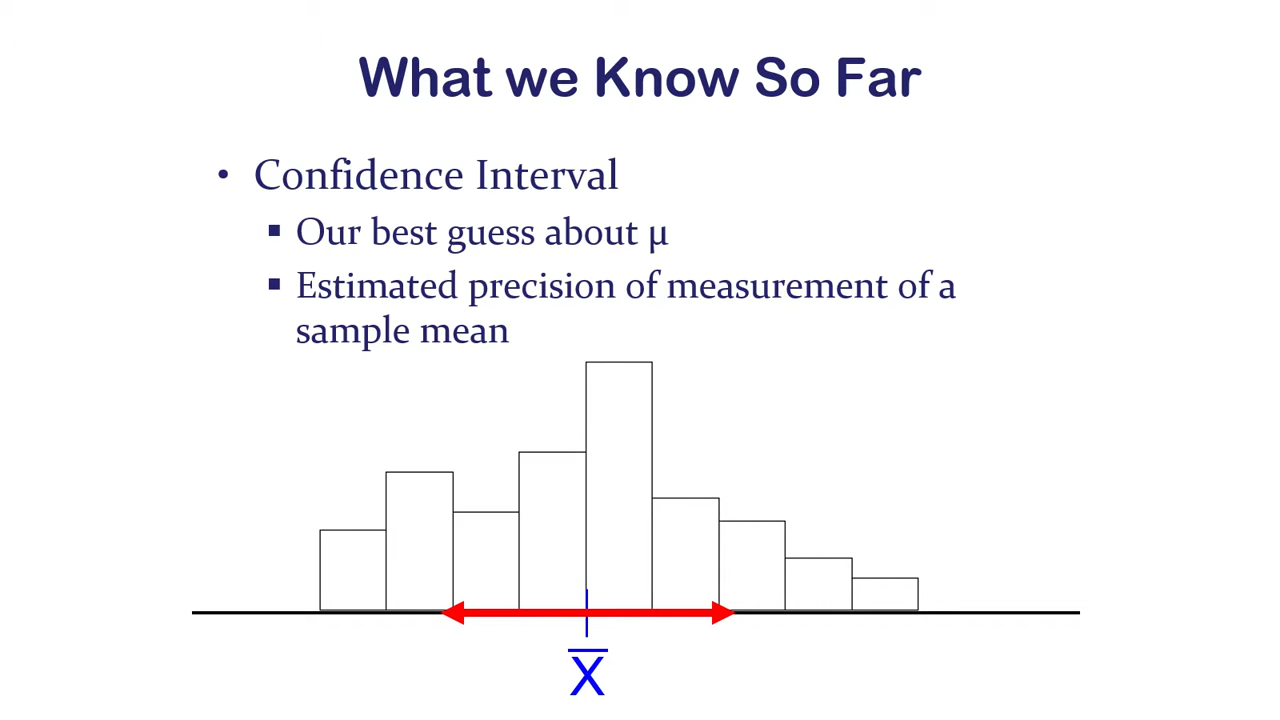 What we Know So Far
• Confidence Interval
▪ Our best guess about μ
▪ Estimated precision of measurement of a
sample mean
X̅